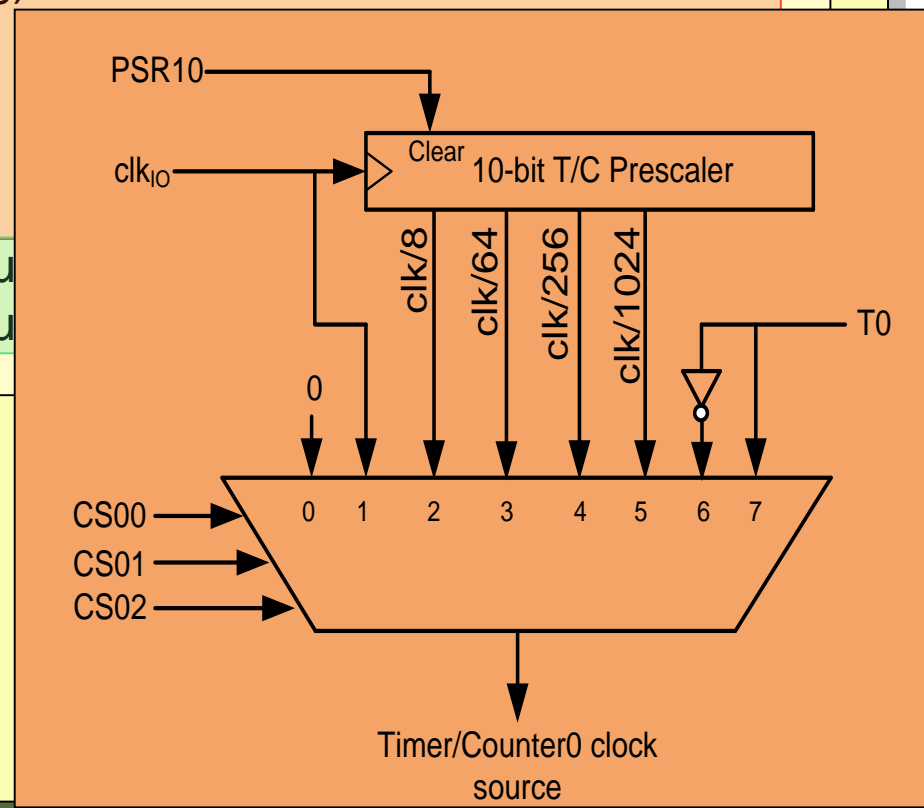 PSR10
Clear
10-bit T/C Prescaler
clk_IO
clk/8
clk/64
clk/256
clk/1024
T0
0
0 1 2 3 4 5 6 7
CS00
CS01
CS02
Timer/Counter0 clock
source